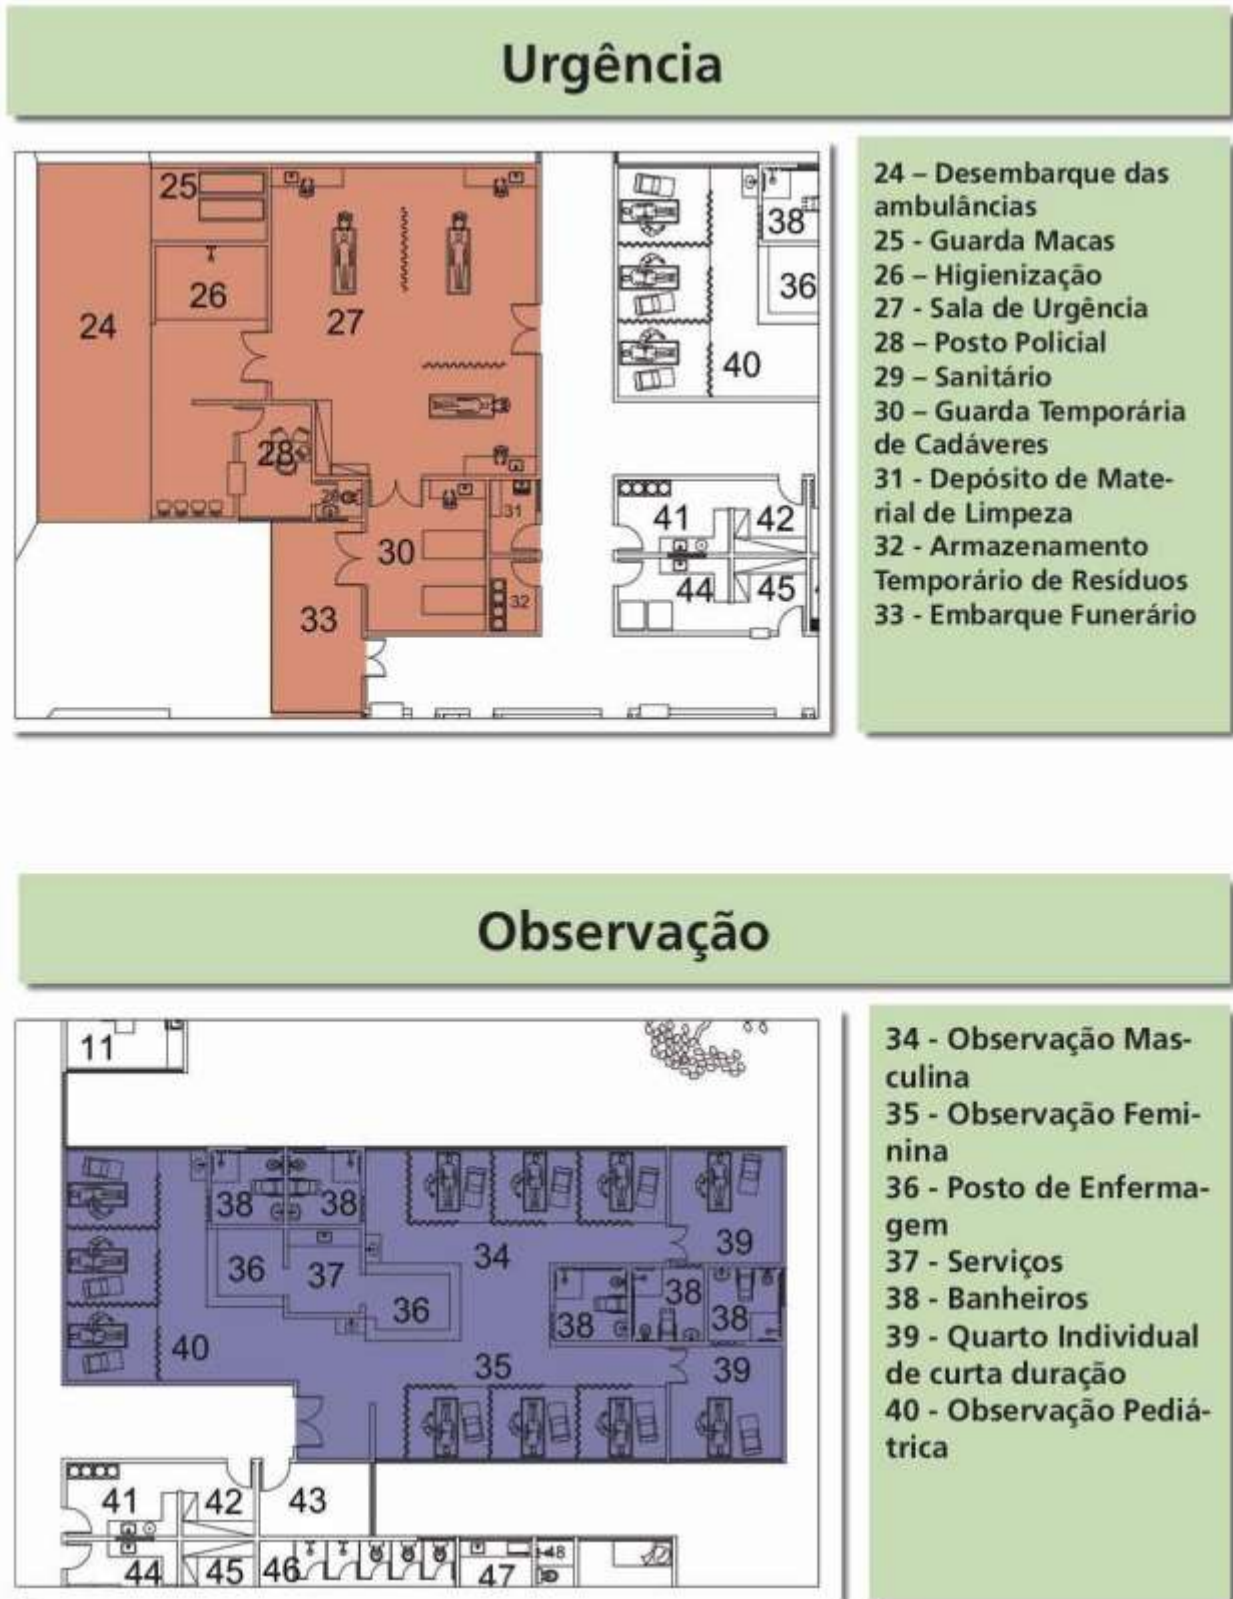 Urgência
25
38
26
36
24
27
40
28
29
31
41
42
30
32
44
45
33
24 – Desembarque das
ambulâncias
25 - Guarda Macas
26 – Higienização
27 - Sala de Urgência
28 – Posto Policial
29 – Sanitário
30 – Guarda Temporária
de Cadáveres
31 - Depósito de Mate-
rial de Limpeza
32 - Armazenamento
Temporário de Resíduos
33 - Embarque Funerário
Observação
11
38
38
34
39
36
37
36
38
38
38
40
35
39
41
42
43
44
45
46
47
48
34 - Observação Mas-
culina
35 - Observação Femi-
nina
36 - Posto de Enferma-
gem
37 - Serviços
38 - Banheiros
39 - Quarto Individual
de curta duração
40 - Observação Pediá-
trica